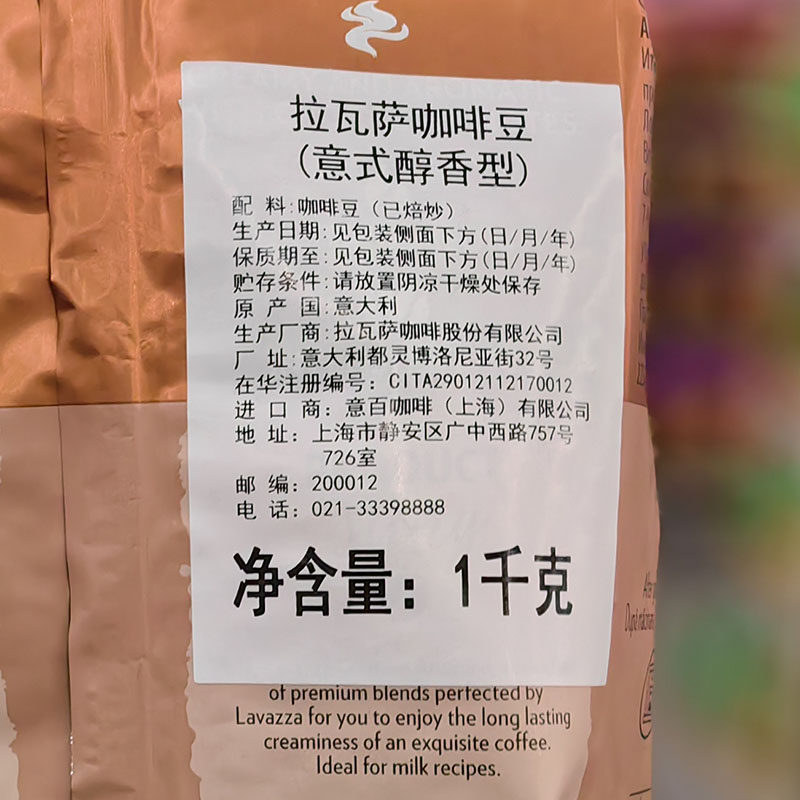 拉瓦萨咖啡豆
(意式醇香型)
配 料:咖啡豆（已焙炒）
生产日期:见包装侧面下方(日/月/年)
保质期至:见包装侧面下方(日/月/年)
贮存条件:请放置阴凉干燥处保存
原 产 国:意大利
生产厂商:拉瓦萨咖啡股份有限公司
厂 址:意大利都灵博洛尼亚街32号
在华注册编号: CITA29012112170012
进 口 商: 意百咖啡（上海）有限公司
地 址: 上海市静安区广中西路757号
726室
邮 编: 200012
电 话: 021-33398888
净含量: 1千克
of premium blends perfected by
Lavazza for you to enjoy the long lasting
creaminess of an exquisite coffee.
Ideal for milk recipes.